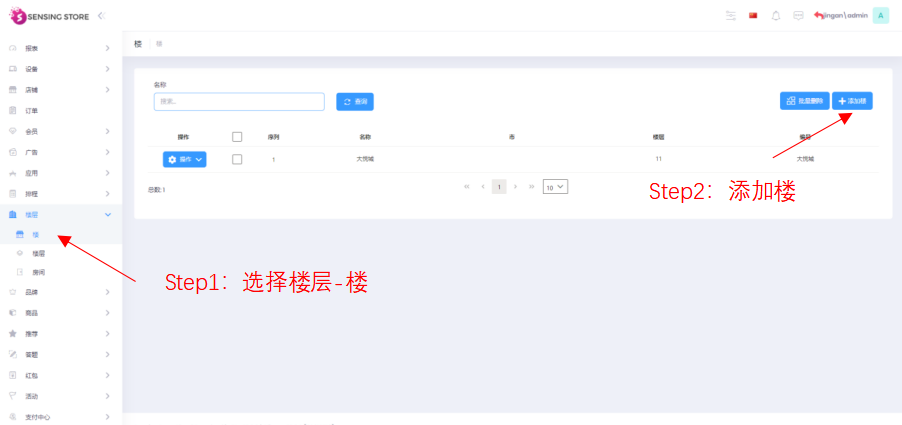 SENSING STORE
jingan\admin
A
报表
设备
店铺
订单
会员
广告
应用
排程
楼层
楼
楼层
房间
品牌
商品
推荐
答题
红包
活动
支付中心
楼 | 楼
名称
搜索...
查询
批量删除
添加楼
操作 序列 名称 楼层 编号
操作 1 大悦城 11 大悦城
总数:1
1
10
Step1：选择楼层-楼
Step2：添加楼